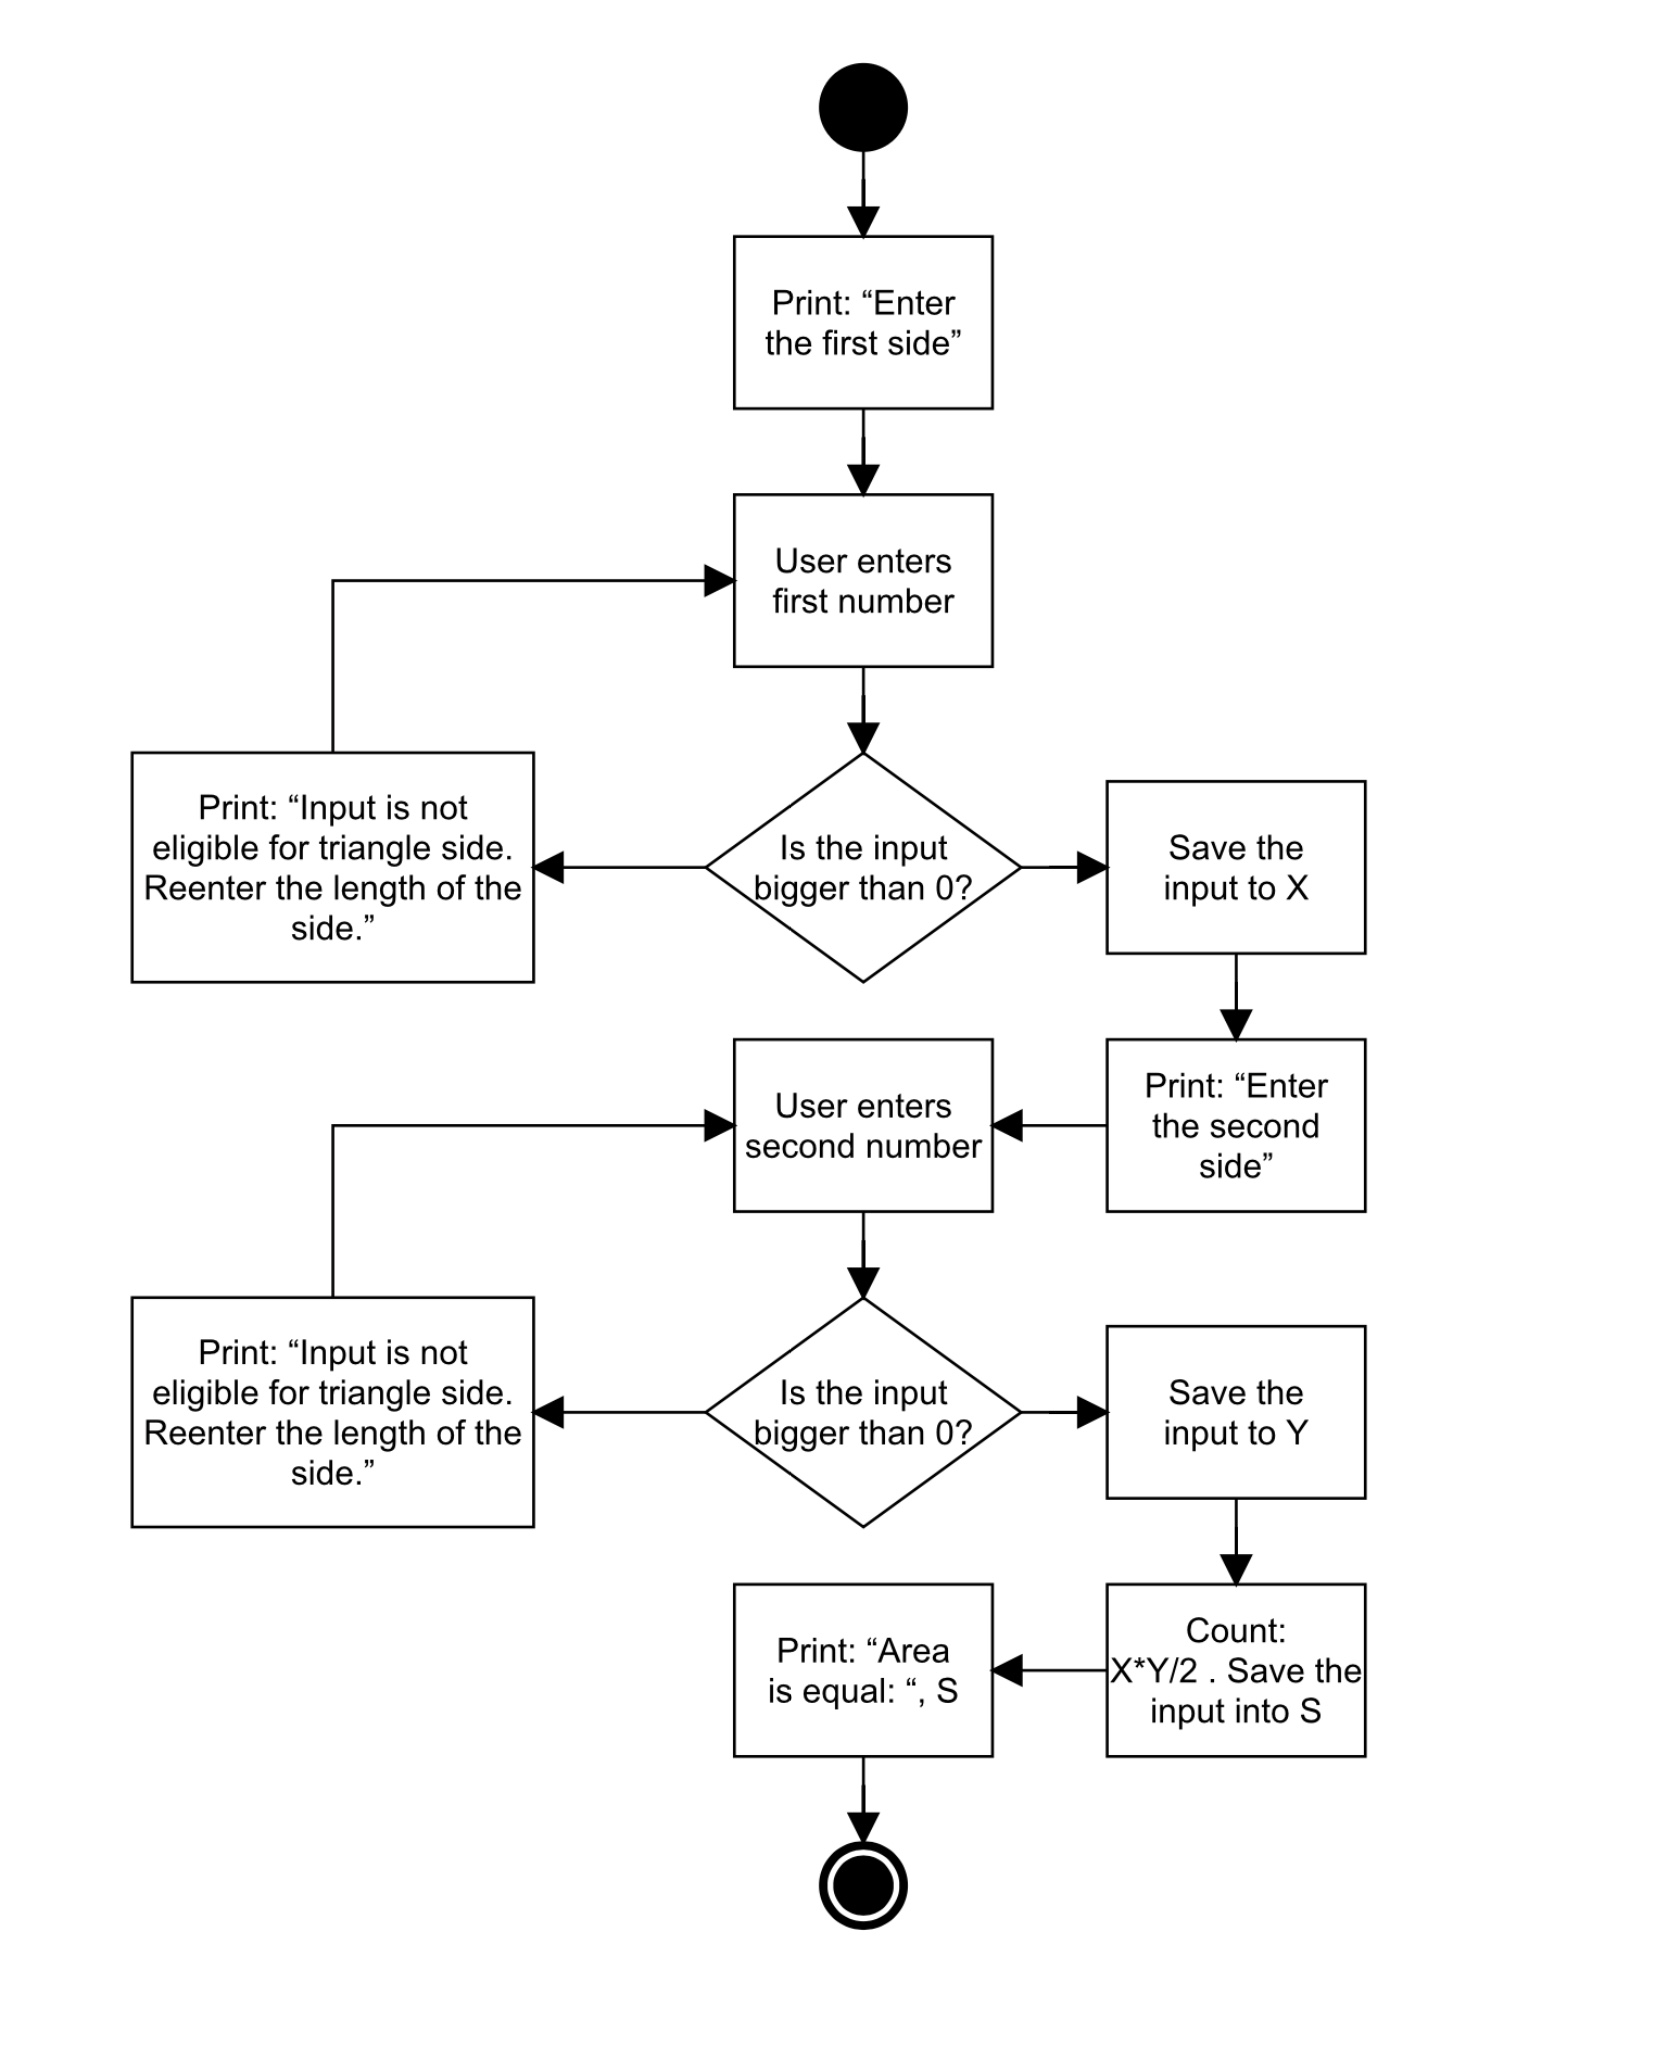 Print: “Enter
the first side”
User enters
first number
Print: “Input is not
eligible for triangle side.
Reenter the length of the
side.”
Is the input
bigger than 0?
Save the
input to X
User enters
second number
Print: “Enter
the second
side”
Print: “Input is not
eligible for triangle side.
Reenter the length of the
side.”
Is the input
bigger than 0?
Save the
input to Y
Print: “Area
is equal: “, S
Count:
X*Y/2 . Save the
input into S